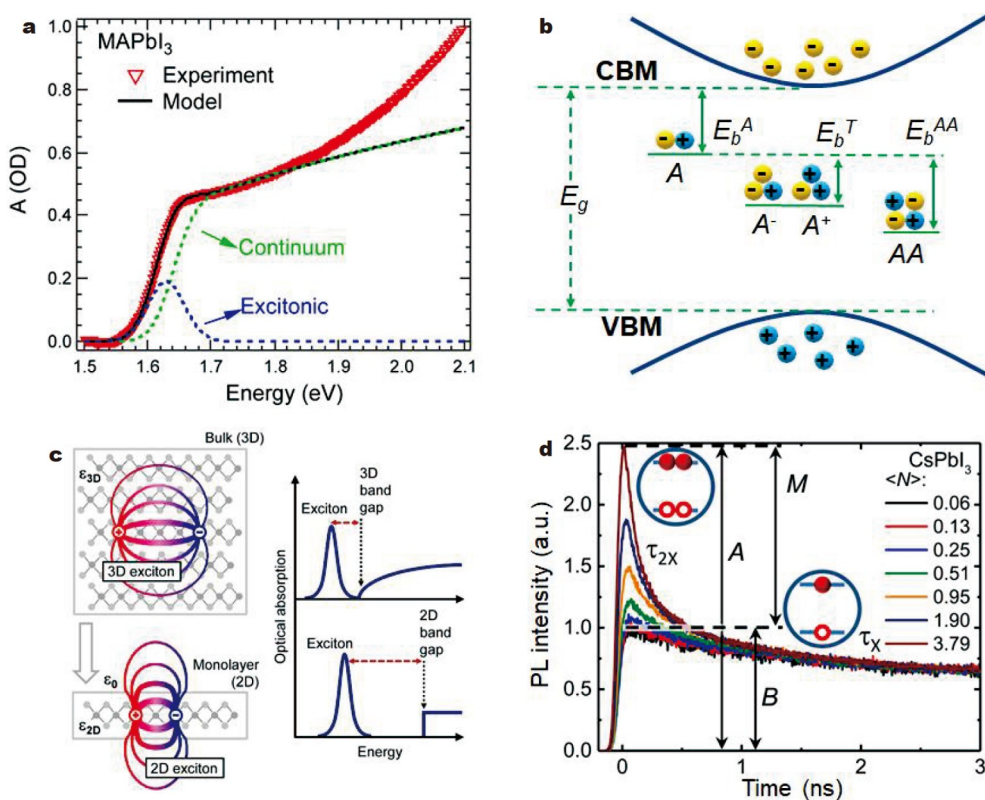 a
MAPbI₃
Experiment
Model
Continuum
Excitonic
A (OD)
1.0
0.8
0.6
0.4
0.2
0.0
1.5 1.6 1.7 1.8 1.9 2.0 2.1
Energy (eV)
b
CBM
E_b^A
E_b^T
E_b^AA
A
E_g
A⁻ A⁺
AA
VBM
c
Bulk (3D)
ε3D
3D exciton
Monolayer
(2D)
ε0
ε2D
2D exciton
Optical absorption
Exciton
3D
band
gap
Exciton
2D
band
gap
Energy
d
CsPbI₃
<N>:
0.06
0.13
0.25
0.51
0.95
1.90
3.79
M
A
B
τ2X
τX
PL intensity (a.u.)
2.5
2.0
1.5
1.0
0.5
0.0
0 1 2 3
Time (ns)